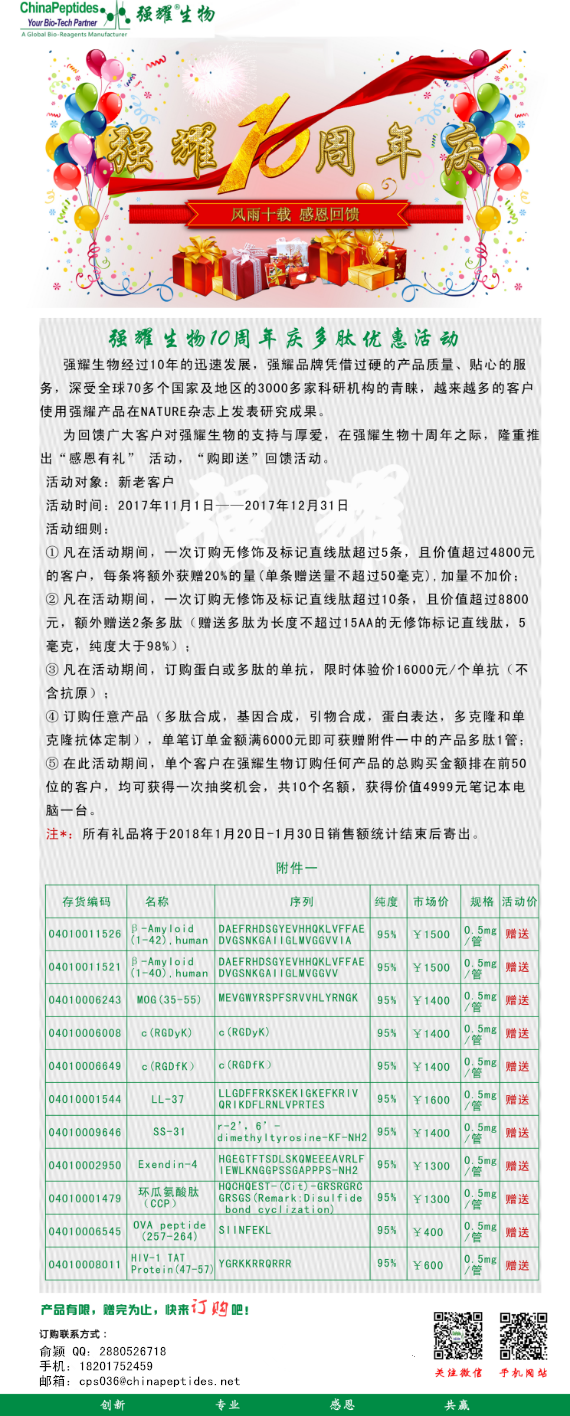 ChinaPeptides 强耀®生物
Your Bio-Tech Partner
A Global Bio-Reagents Manufacturer
强耀10周年庆
风雨十载 感恩回馈
强耀生物10周年庆多肽优惠活动
强耀生物经过10年的迅速发展，强耀品牌凭借过硬的产品质量、贴心的服
务，深受全球70多个国家及地区的3000多家科研机构的青睐，越来越多的客户
使用强耀产品在NATURE杂志上发表研究成果。
为回馈广大客户对强耀生物的支持与厚爱，在强耀生物十周年之际，隆重推
出“感恩有礼” 活动，“购即送”回馈活动。
强 耀
活动对象：新老客户
活动时间：2017年11月1日——2017年12月31日
活动细则：
① 凡在活动期间，一次订购无修饰及标记直线肽超过5条，且价值超过4800元
的客户，每条将额外获赠20%的量(单条赠送量不超过50毫克),加量不加价；
② 凡在活动期间，一次订购无修饰及标记直线肽超过10条，且价值超过8800
元，额外赠送2条多肽（赠送多肽为长度不超过15AA的无修饰标记直线肽，5
毫克，纯度大于98%）；
③ 凡在活动期间，订购蛋白或多肽的单抗，限时体验价16000元/个单抗（不
含抗原）；
④ 订购任意产品（多肽合成，基因合成，引物合成，蛋白表达，多克隆和单
克隆抗体定制），单笔订单金额满6000元即可获赠附件一中的产品多肽1管；
⑤ 在此活动期间，单个客户在强耀生物订购任何产品的总购买金额排在前50
位的客户，均可获得一次抽奖机会，共10个名额，获得价值4999元笔记本电
脑一台。
注*：所有礼品将于2018年1月20日-1月30日销售额统计结束后寄出。
附件一
存货编码 名称 序列 纯度 市场价 规格 活动价
04010011526 β-Amyloid (1-42),human DAEFRHDSGYEVHHQKLVFFAE DVGSNKGAIIGLMVGGVVIA 95% ￥1500 0.5mg/管 赠送
04010011521 β-Amyloid (1-40),human DAEFRHDSGYEVHHQKLVFFAE DVGSNKGAIIGLMVGGVV 95% ￥1500 0.5mg/管 赠送
04010006243 MOG(35-55) MEVGWYRSPFSRVVHLYRNGK 95% ￥1400 0.5mg/管 赠送
04010006008 c(RGDyK) c(RGDyK) 95% ￥1400 0.5mg/管 赠送
04010006649 c(RGDfK) c(RGDfK) 95% ￥1400 0.5mg/管 赠送
04010001544 LL-37 LLGDFFRKSKEKIGKEFKRIV QRIKDFLRNLVPRTES 95% ￥1600 0.5mg/管 赠送
04010009646 SS-31 r-2′, 6′-dimethyltyrosine-KF-NH2 95% ￥1400 0.5mg/管 赠送
04010002950 Exendin-4 HGEGTFTSDLSKQMEEEAVRLF IEWLKNGGPSSGAPPPS-NH2 95% ￥1300 0.5mg/管 赠送
04010001479 环瓜氨酸肽（CCP） HQCHQEST-(Cit)-GRSRGRC GRSGS(Remark:Disulfide bond cyclization) 95% ￥1300 0.5mg/管 赠送
04010006545 OVA peptide (257-264) SIINFEKL 95% ￥400 0.5mg/管 赠送
04010008011 HIV-1 TAT Protein(47-57) YGRKKRRQRRR 95% ￥600 0.5mg/管 赠送
产品有限，赠完为止，快来订购吧！
订购联系方式：
俞颖 QQ：2880526718
手机：18201752459
邮箱：cps036@chinapeptides.net
关注微信 手机网站
创新 专业 感恩 共赢